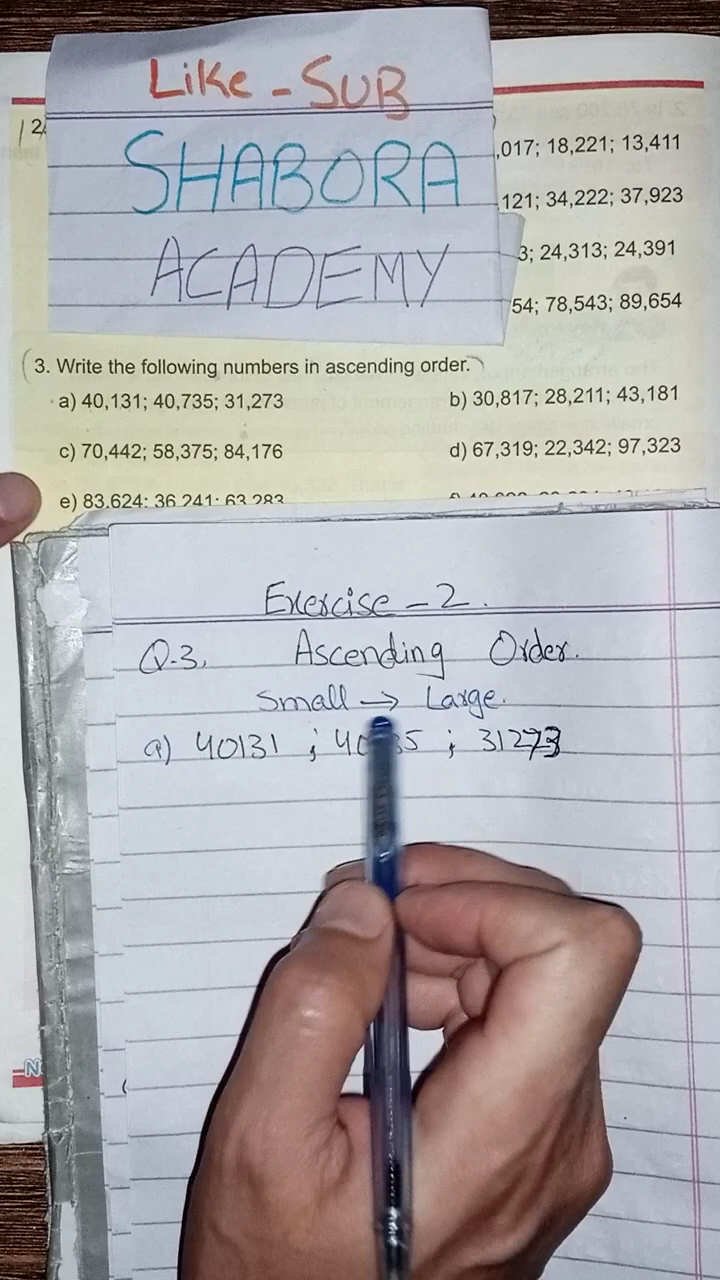 Like - SUB
SHABORA
ACADEMY
,017; 18,221; 13,411
121; 34,222; 37,923
3; 24,313; 24,391
54; 78,543; 89,654
3. Write the following numbers in ascending order.
a) 40,131; 40,735; 31,273 b) 30,817; 28,211; 43,181
c) 70,442; 58,375; 84,176 d) 67,319; 22,342; 97,323
e) 83,624; 36,241; 63,283
Exercise - 2.
Q.3. Ascending Order.
Small → Large.
a) 40131 ; 40 35 ; 31273